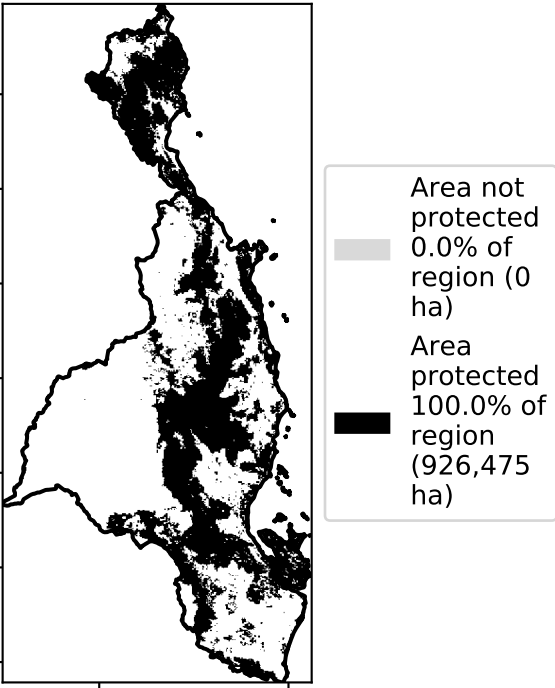 Area not
protected
0.0% of
region (0
ha)
Area
protected
100.0% of
region
(926,475
ha)